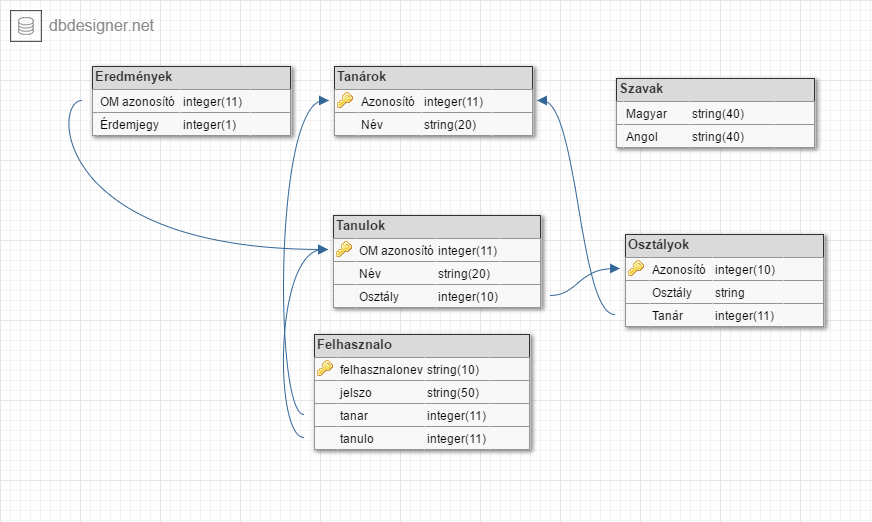 dbdesigner.net
Eredmények
OM azonosító integer(11)
Érdemjegy integer(1)
Tanárok
Azonosító integer(11)
Név string(20)
Szavak
Magyar string(40)
Angol string(40)
Tanulok
OM azonosító integer(11)
Név string(20)
Osztály integer(10)
Osztályok
Azonosító integer(10)
Osztály string
Tanár integer(11)
Felhasznalo
felhasznalonev string(10)
jelszo string(50)
tanar integer(11)
tanulo integer(11)